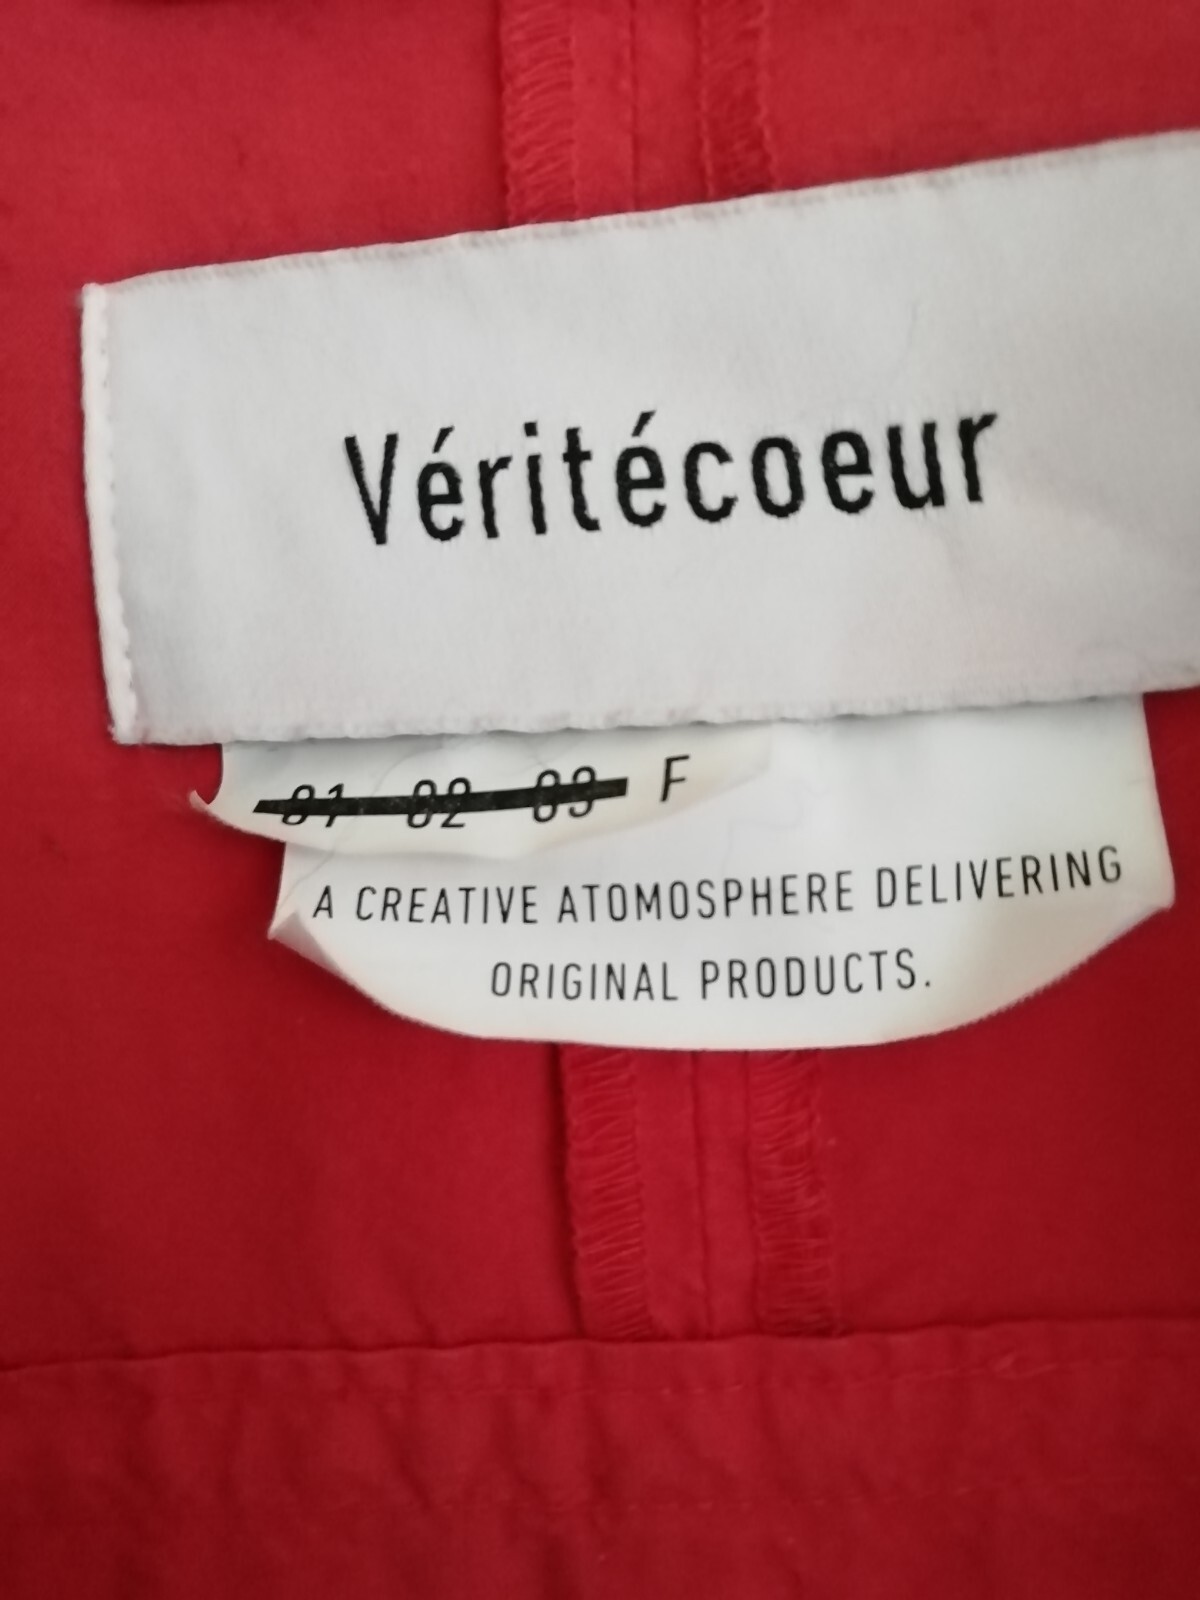 Véritécoeur
01 02 03 F
A CREATIVE ATOMOSPHERE DELIVERING
ORIGINAL PRODUCTS.